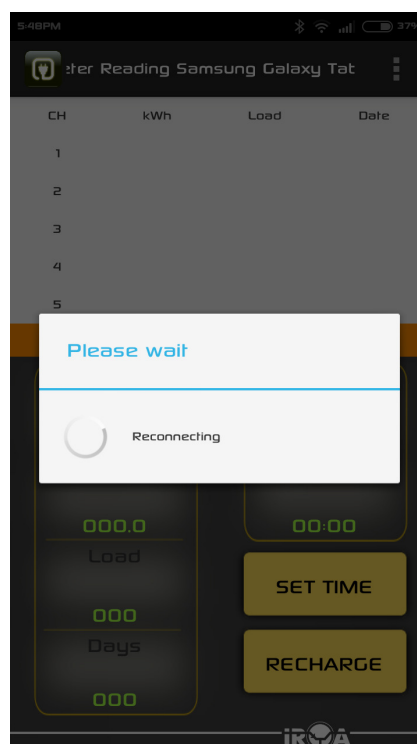 5:48PM 37%
eter Reading Samsung Galaxy Tat
CH kWh Load Date
1
2
3
4
5
Please wait
Reconnecting
000.0 00:00
Load
SET TIME
000
Days
RECHARGE
000